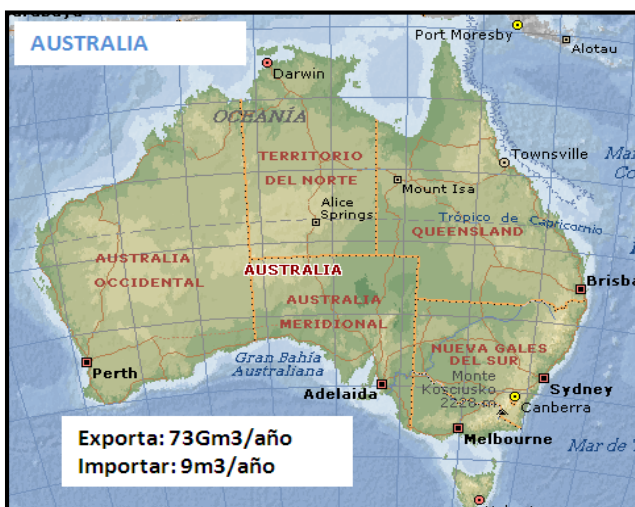 AUSTRALIA
Port Moresby
Alotau
Darwin
OCEANÍA
TERRITORIO
DEL NORTE
Townsville
Mount Isa
Alice
Springs
Trópico de Capricornio
QUEENSLAND
AUSTRALIA
OCCIDENTAL
AUSTRALIA
AUSTRALIA
MERIDIONAL
Brisba
Gran Bahía
Australiana
NUEVA GALES
DEL SUR
Perth
Monte
Kosciusko
2228 m
Adelaida
Sydney
Canberra
Melbourne
Mar de
Exporta: 73Gm3/año
Importar: 9m3/año